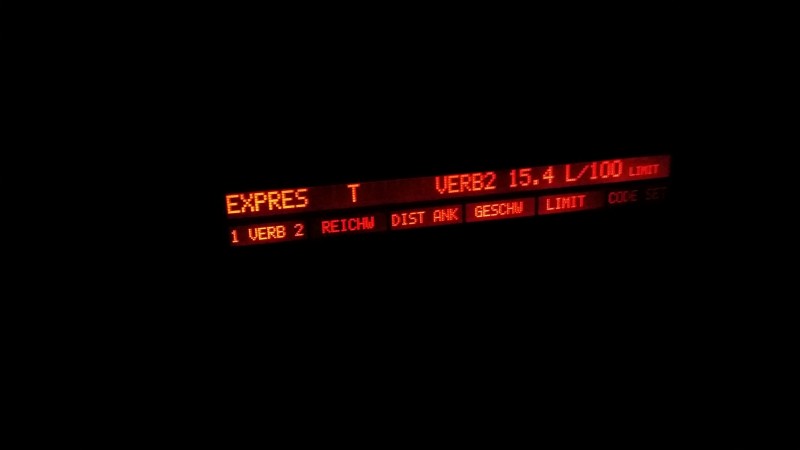 EXPRES T VERB2 15.4 L/100 LIMIT
1 VERB 2 REICHW DIST ANK GESCHW LIMIT CODE SET